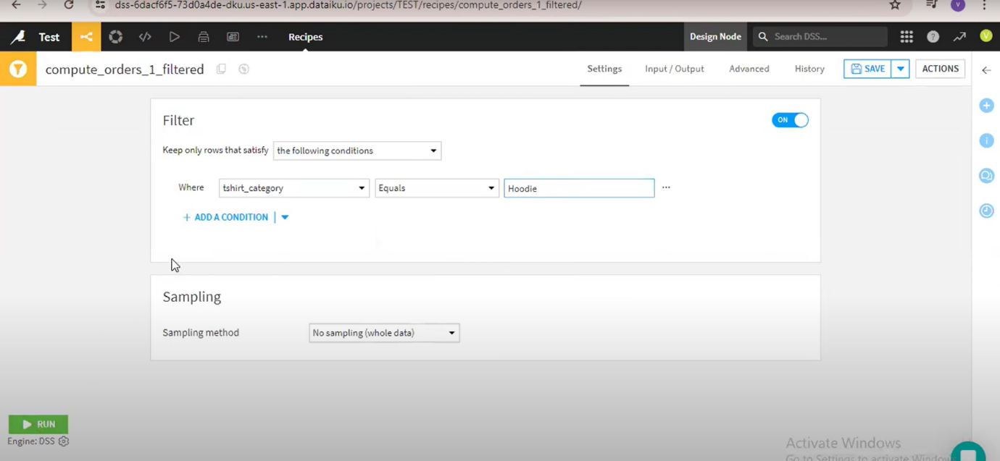 dss-6dacf6f5-73d0a4de-dku.us-east-1.app.dataiku.io/projects/TEST/recipes/compute_orders_1_filtered/
V
Test
Recipes
Design Node
Search DSS...
?
V
compute_orders_1_filtered
Settings
Input / Output
Advanced
History
SAVE
ACTIONS
Filter
ON
Keep only rows that satisfy
the following conditions
Where
tshirt_category
Equals
Hoodie
...
+ ADD A CONDITION
Sampling
Sampling method
No sampling (whole data)
RUN
Engine: DSS
Activate Windows
Go to Settings to activate Windows